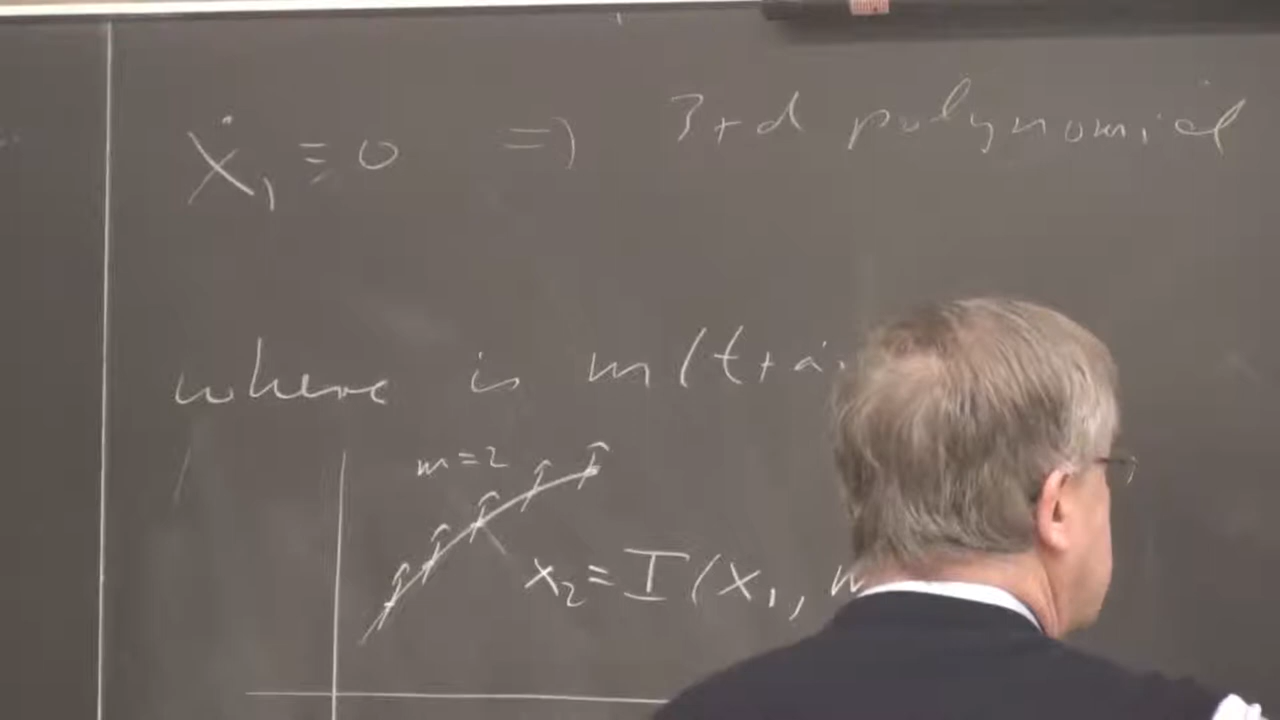 ẋ₁ ≡ 0 => 3rd polynomial
where is m(t+a
m=2
x₂ = I(x₁,